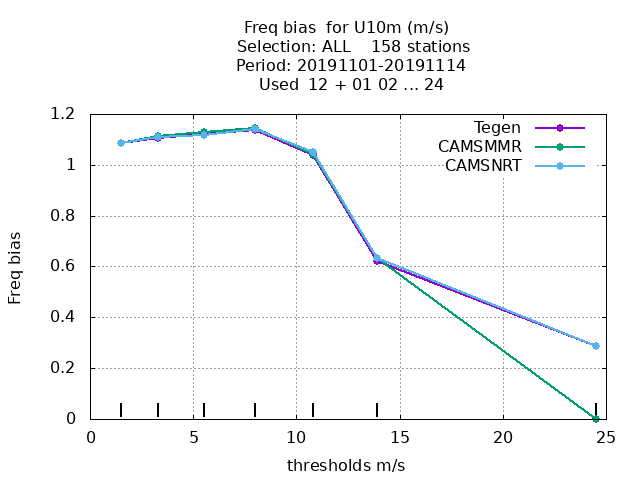 Freq bias for U10m (m/s)
Selection: ALL 158 stations
Period: 20191101-20191114
Used 12 + 01 02 ... 24
Tegen
CAMSMMR
CAMSNRT
Freq bias
1.2
1
0.8
0.6
0.4
0.2
0
0 5 10 15 20 25
thresholds m/s